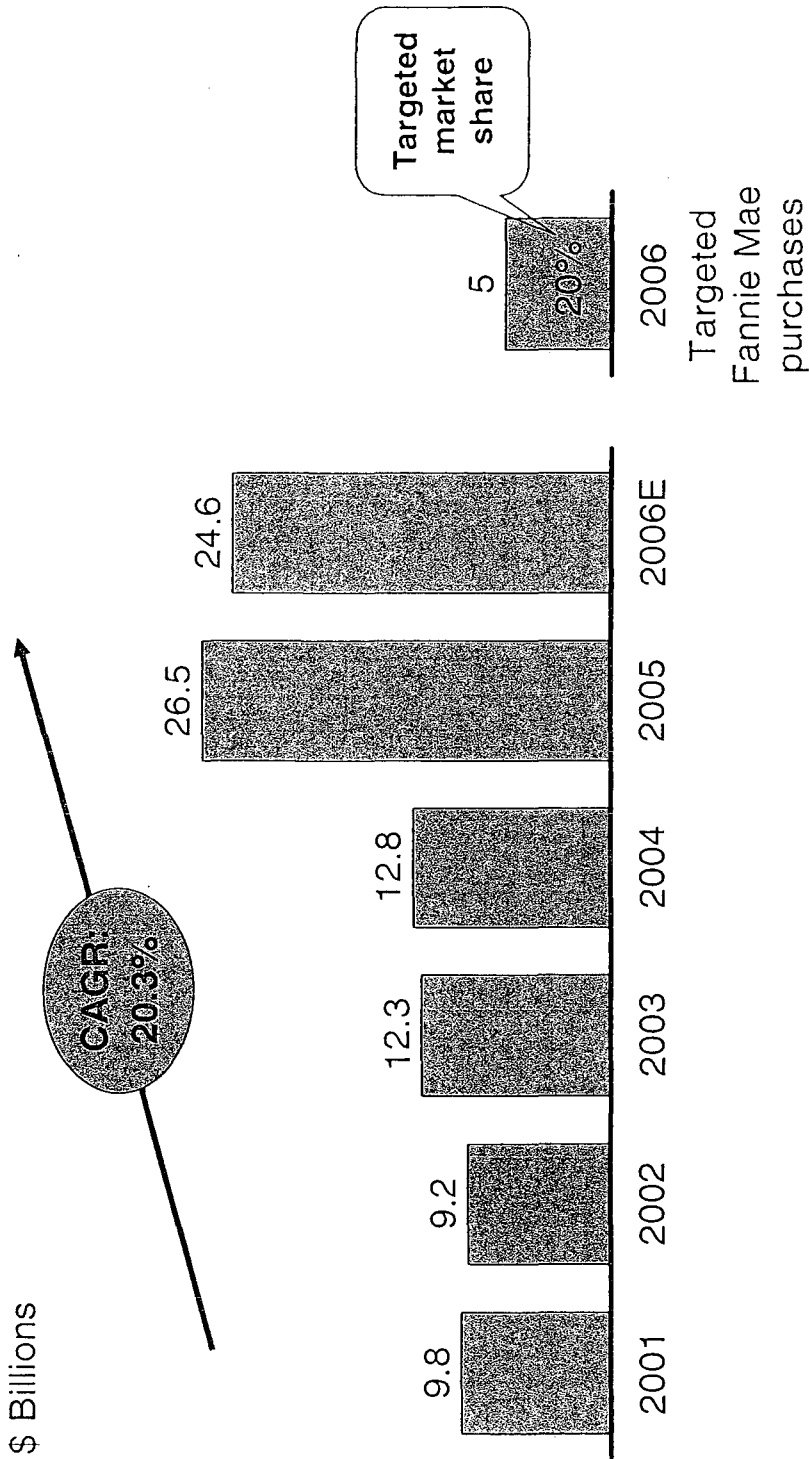 $ Billions
CAGR:
20.3%
9.8
9.2
12.3
12.8
26.5
24.6
5
20%
Targeted
market
share
2001
2002
2003
2004
2005
2006E
2006
Targeted
Fannie Mae
purchases